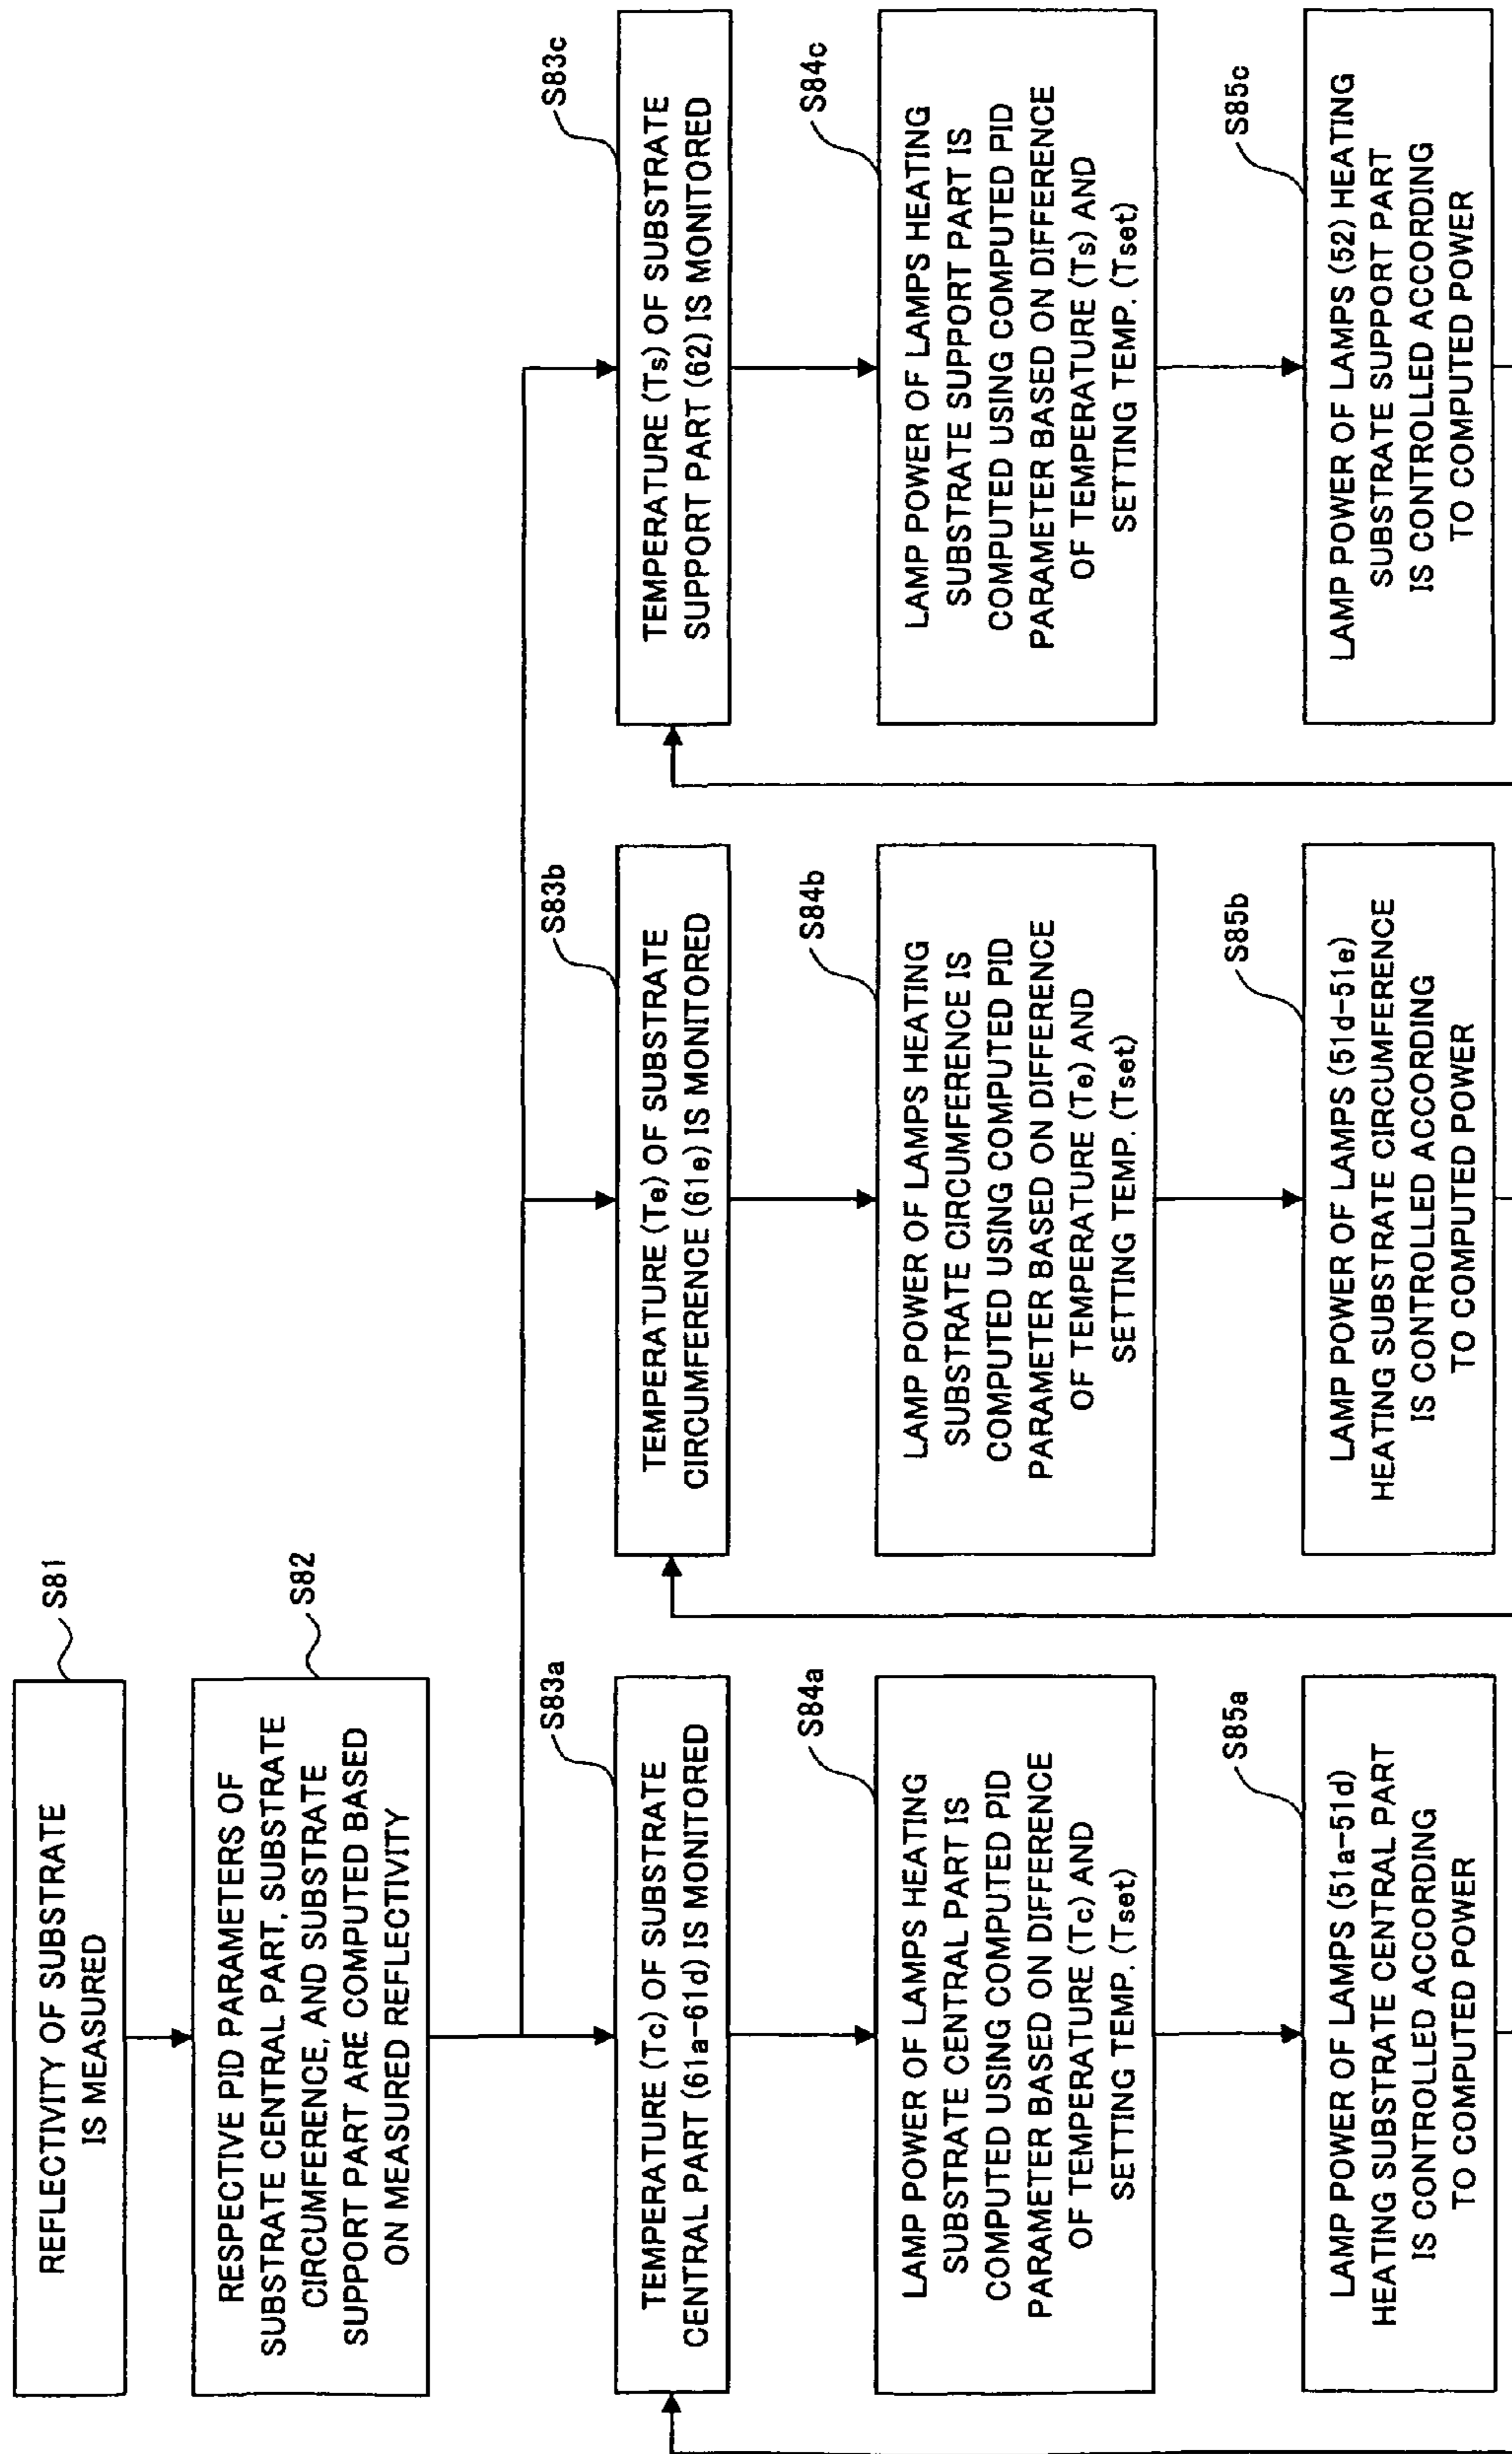 S81
REFLECTIVITY OF SUBSTRATE
IS MEASURED
S82
RESPECTIVE PID PARAMETERS OF
SUBSTRATE CENTRAL PART, SUBSTRATE
CIRCUMFERENCE, AND SUBSTRATE
SUPPORT PART ARE COMPUTED BASED
ON MEASURED REFLECTIVITY
S83a
TEMPERATURE (Tc) OF SUBSTRATE
CENTRAL PART (61a-61d) IS MONITORED
S84a
LAMP POWER OF LAMPS HEATING
SUBSTRATE CENTRAL PART IS
COMPUTED USING COMPUTED PID
PARAMETER BASED ON DIFFERENCE
OF TEMPERATURE (Tc) AND
SETTING TEMP. (Tset)
S85a
LAMP POWER OF LAMPS (51a-51d)
HEATING SUBSTRATE CENTRAL PART
IS CONTROLLED ACCORDING
TO COMPUTED POWER
S83b
TEMPERATURE (Te) OF SUBSTRATE
CIRCUMFERENCE (61e) IS MONITORED
S84b
LAMP POWER OF LAMPS HEATING
SUBSTRATE CIRCUMFERENCE IS
COMPUTED USING COMPUTED PID
PARAMETER BASED ON DIFFERENCE
OF TEMPERATURE (Te) AND
SETTING TEMP. (Tset)
S85b
LAMP POWER OF LAMPS (51d-51e)
HEATING SUBSTRATE CIRCUMFERENCE
IS CONTROLLED ACCORDING
TO COMPUTED POWER
S83c
TEMPERATURE (Ts) OF SUBSTRATE
SUPPORT PART (62) IS MONITORED
S84c
LAMP POWER OF LAMPS HEATING
SUBSTRATE SUPPORT PART IS
COMPUTED USING COMPUTED PID
PARAMETER BASED ON DIFFERENCE
OF TEMPERATURE (Ts) AND
SETTING TEMP. (Tset)
S85c
LAMP POWER OF LAMPS (52) HEATING
SUBSTRATE SUPPORT PART
IS CONTROLLED ACCORDING
TO COMPUTED POWER